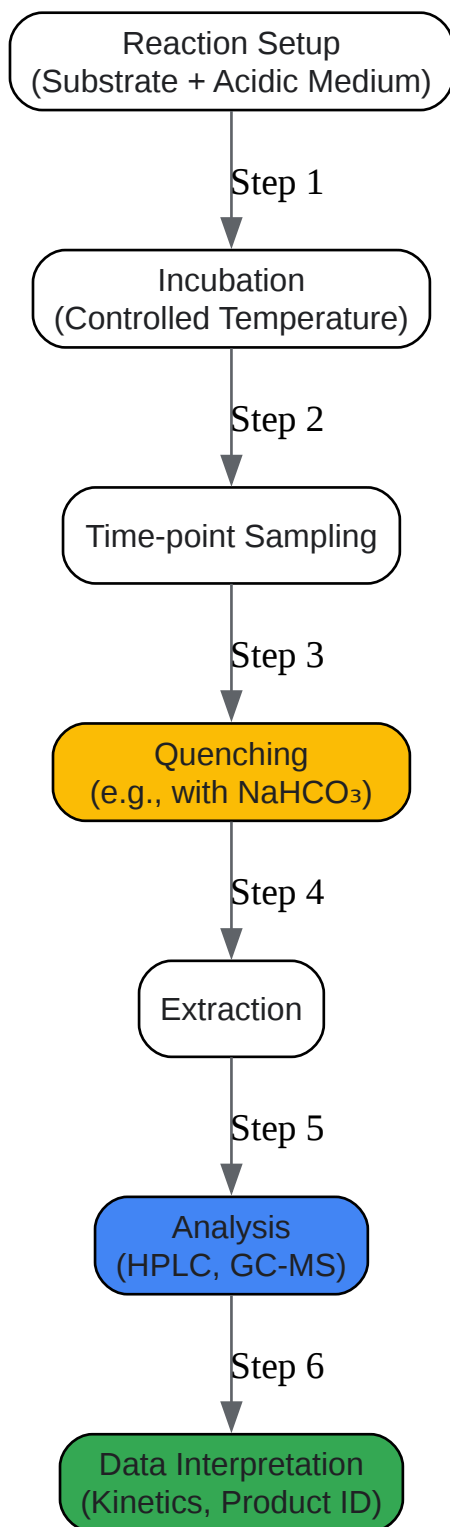 Reaction Setup
(Substrate + Acidic Medium)
Step 1
Incubation
(Controlled Temperature)
Step 2
Time-point Sampling
Step 3
Quenching
(e.g., with NaHCO₃)
Step 4
Extraction
Step 5
Analysis
(HPLC, GC-MS)
Step 6
Data Interpretation
(Kinetics, Product ID)